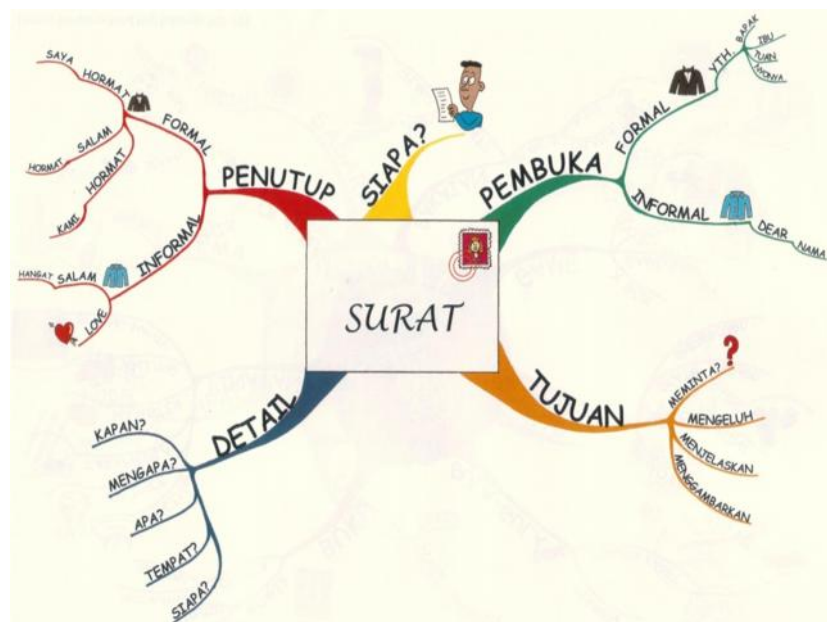 SURAT
SIAPA?
PEMBUKA
FORMAL
YTH.
BAPAK
IBU
TUAN
NYONYA
INFORMAL
DEAR
NAMA
TUJUAN
MEMINTA?
MENGELUH
MENJELASKAN
MENGGAMBARKAN
DETAIL
KAPAN?
MENGAPA?
APA?
TEMPAT?
SIAPA?
PENUTUP
FORMAL
HORMAT
SAYA
SALAM
HORMAT
HORMAT
KAMI
INFORMAL
SALAM
HANGAT
LOVE